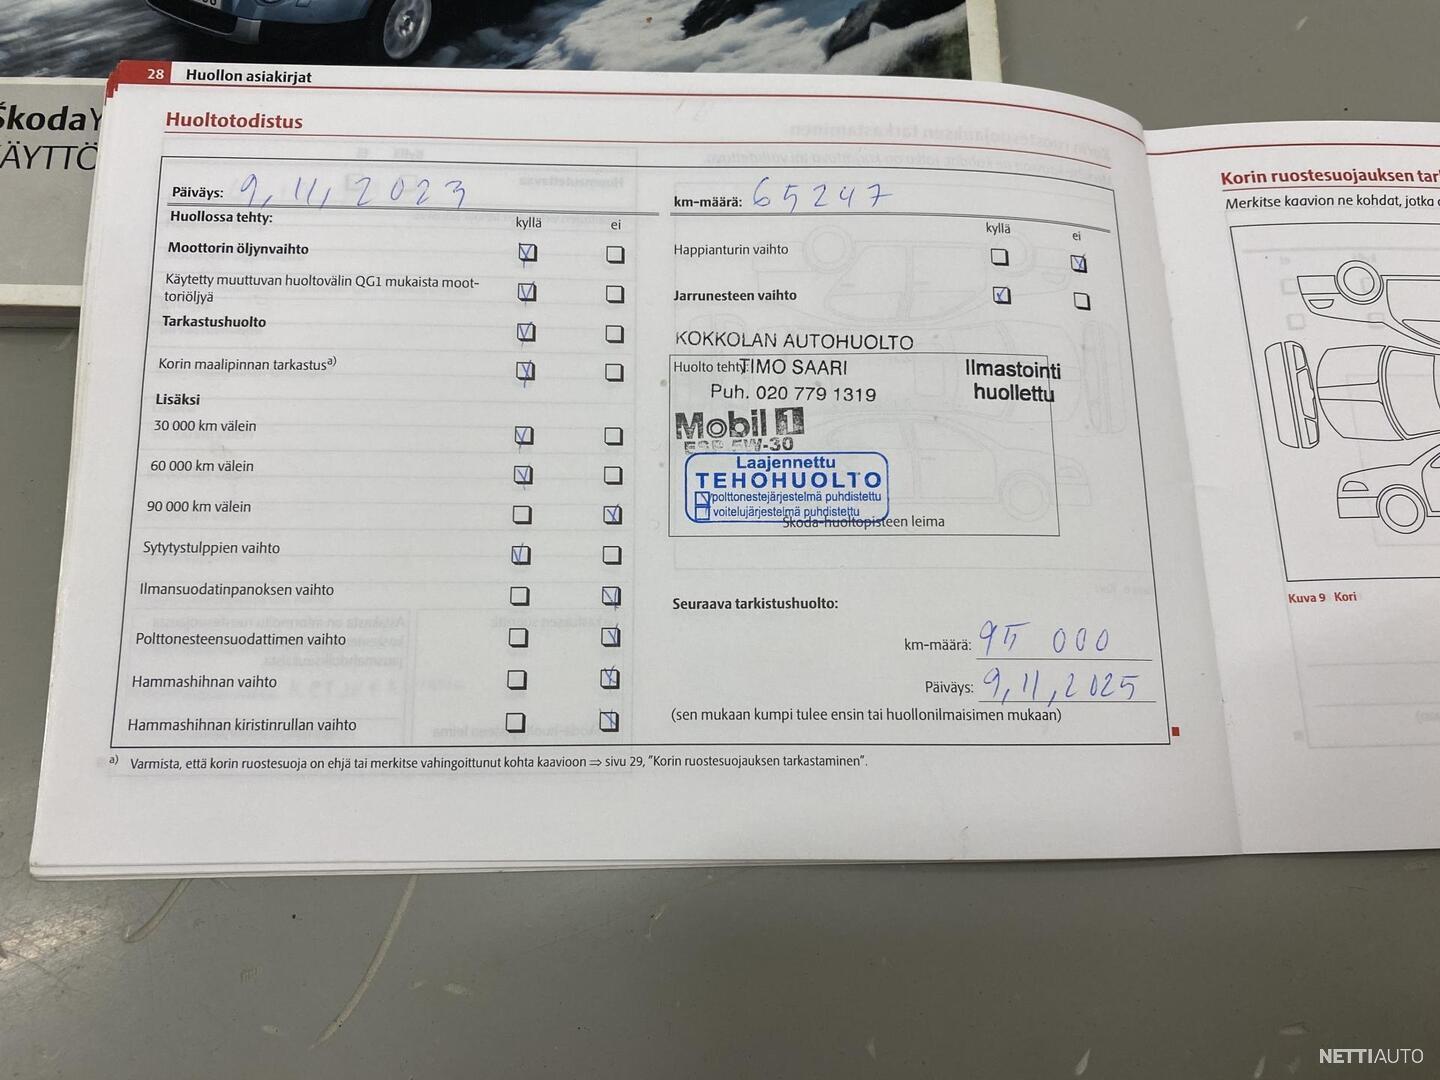 ŠkodaY
ÄYTTÖ
28 Huollon asiakirjat
Huoltotodistus
Päiväys: 9,11,2023
km-määrä: 65247
Huollossa tehty: kyllä ei
Moottorin öljynvaihto
Käytetty muuttuvan huoltovälin QG1 mukaista moot-
toriöljyä
Tarkastushuolto
Korin maalipinnan tarkastus a)
Lisäksi
30 000 km välein
60 000 km välein
90 000 km välein
Sytytystulppien vaihto
Ilmansuodatinpanoksen vaihto
Polttonesteensuodattimen vaihto
Hammashihnan vaihto
Hammashihnan kiristinrullan vaihto
kyllä ei
Happianturin vaihto
Jarrunesteen vaihto
KOKKOLAN AUTOHUOLTO
Huolto tehty: TIMO SAARI
Puh. 020 779 1319
Ilmastointi
huollettu
Mobil 1
ESP 5W-30
Laajennettu
TEHOHUOLTO
polttonestejärjestelmä puhdistettu
voitelujärjestelmä puhdistettu
Skoda-huoltopisteen leima
Seuraava tarkistushuolto:
km-määrä: 95 000
Päiväys: 9,11,2025
(sen mukaan kumpi tulee ensin tai huollonilmaisimen mukaan)
a) Varmista, että korin ruostesuoja on ehjä tai merkitse vahingoittunut kohta kaavioon ⇒ sivu 29, "Korin ruostesuojauksen tarkastaminen".
Korin ruostesuojauksen tar
Merkitse kaavion ne kohdat, jotka
Kuva 9 Kori
NETTIAUTO